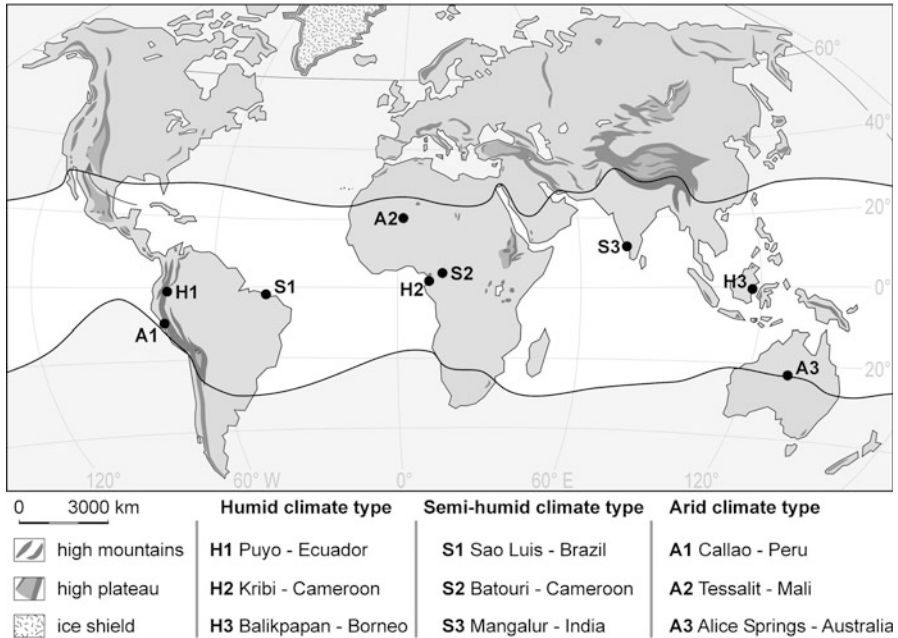 60°
40°
A2
20°
S3
S2
H1
S1
H2
H3
0°
A1
A3
20°
120°
60° W
0°
60° E
120°
0 3000 km
high mountains
high plateau
ice shield
Humid climate type
H1 Puyo - Ecuador
H2 Kribi - Cameroon
H3 Balikpapan - Borneo
Semi-humid climate type
S1 Sao Luis - Brazil
S2 Batouri - Cameroon
S3 Mangalur - India
Arid climate type
A1 Callao - Peru
A2 Tessalit - Mali
A3 Alice Springs - Australia